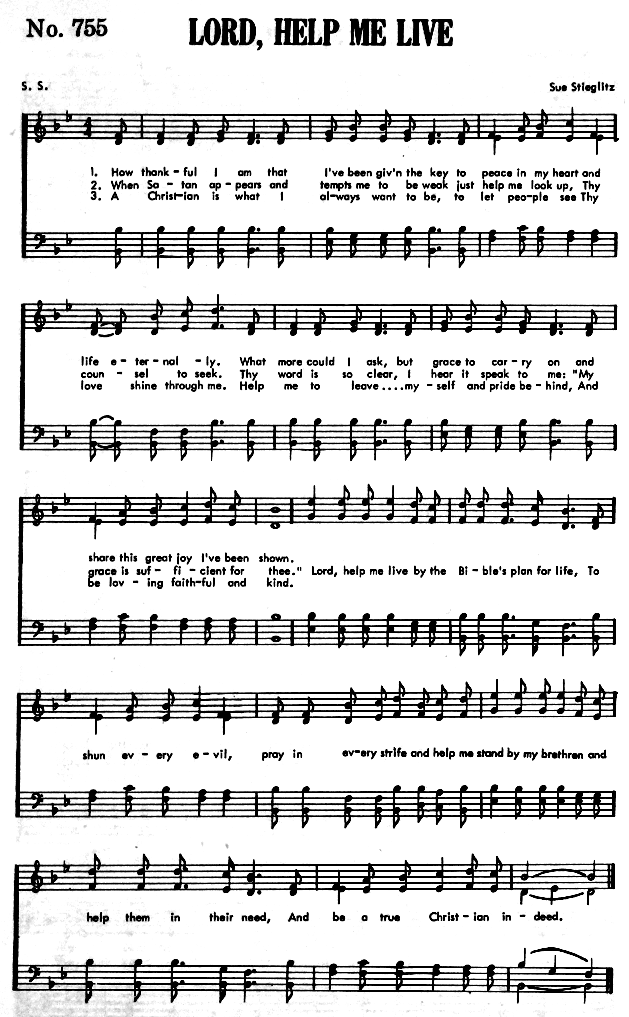 No. 755 LORD, HELP ME LIVE
S. S. Sue Stieglitz
4
4
1. How thank - ful I am that I've been giv'n the key to peace in my heart and
2. When Sa - tan ap - pears and tempts me to be weak just help me look up, Thy
3. A Christ - ian is what I al - ways want to be, to let peo - ple see Thy
life e - ter - nal - ly. What more could I ask, but grace to car - ry on and
coun - sel to seek. Thy word is so clear, I hear it speak to me: "My
love shine through me. Help me to leave....my - self and pride be - hind, And
share this great joy I've been shown.
grace is suf - fi - cient for thee." Lord, help me live by the Bi - ble's plan for life, To
be lov - ing faithful and kind.
shun ev - ery e - vil, pray in ev-ery strife and help me stand by my brethren and
help them in their need, And be a true Christ - ian in - deed.